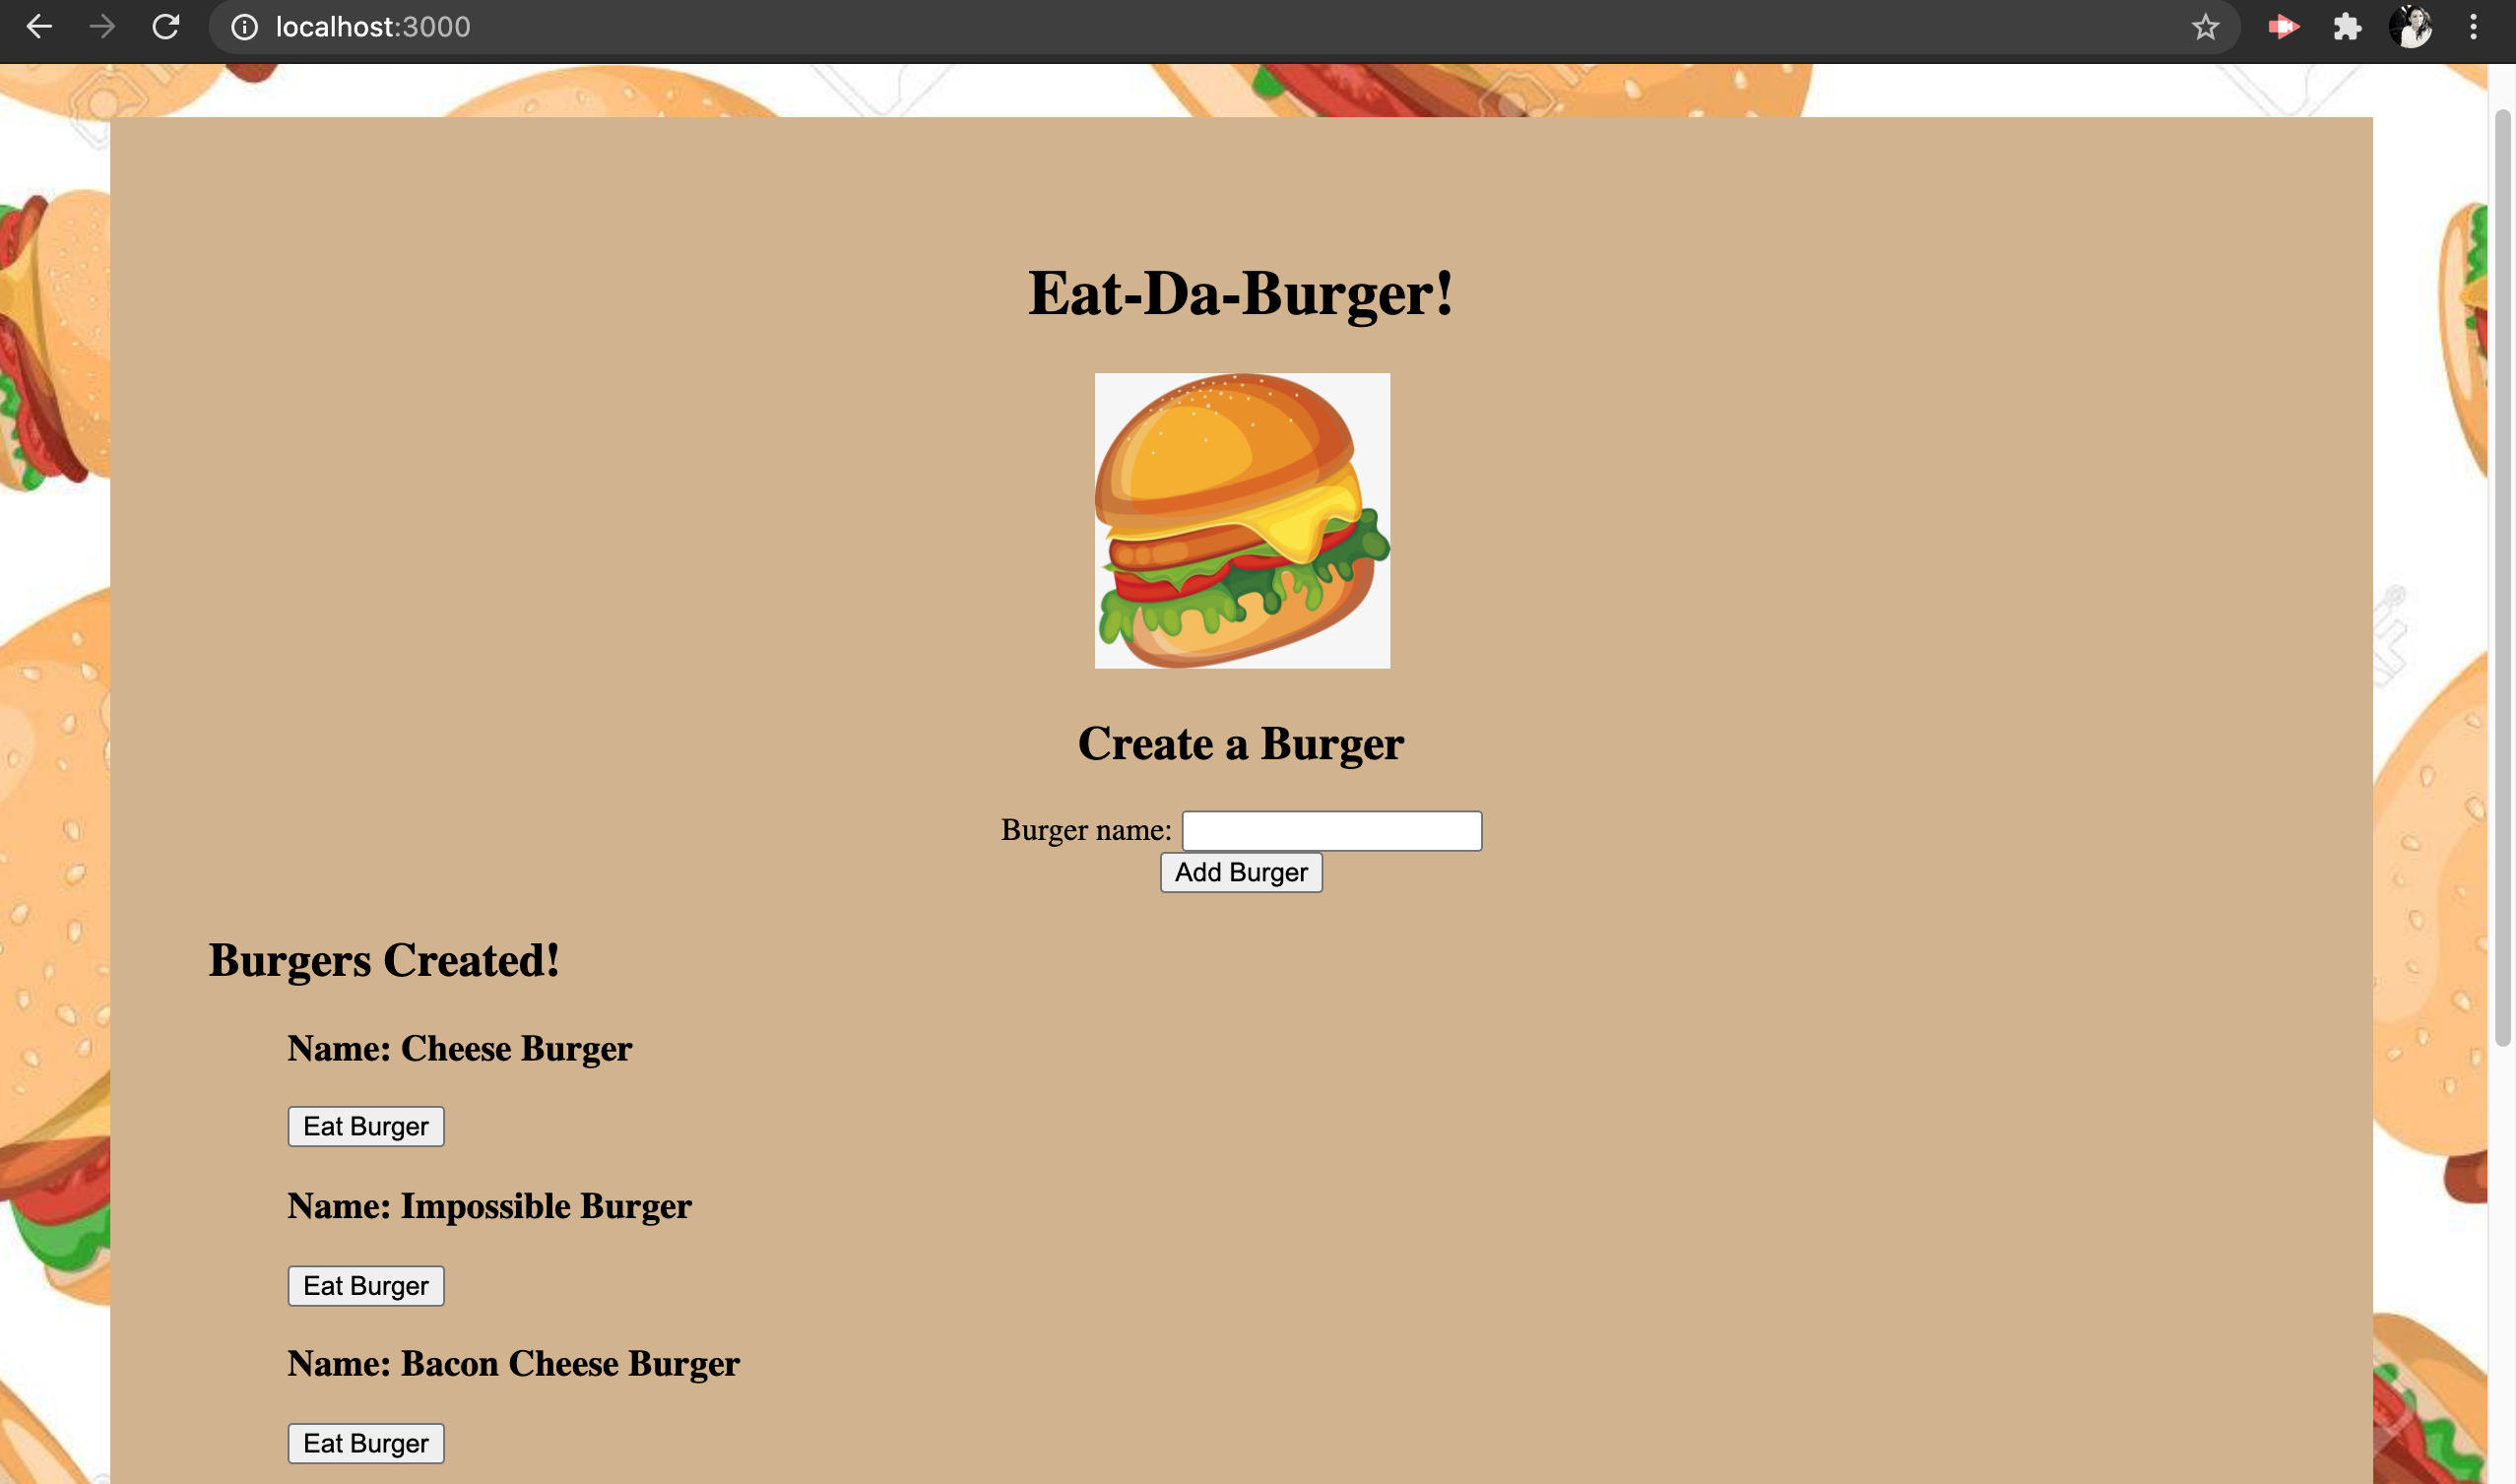 localhost:3000
Eat-Da-Burger!
Create a Burger
Burger name:
Add Burger
Burgers Created!
Name: Cheese Burger
Eat Burger
Name: Impossible Burger
Eat Burger
Name: Bacon Cheese Burger
Eat Burger